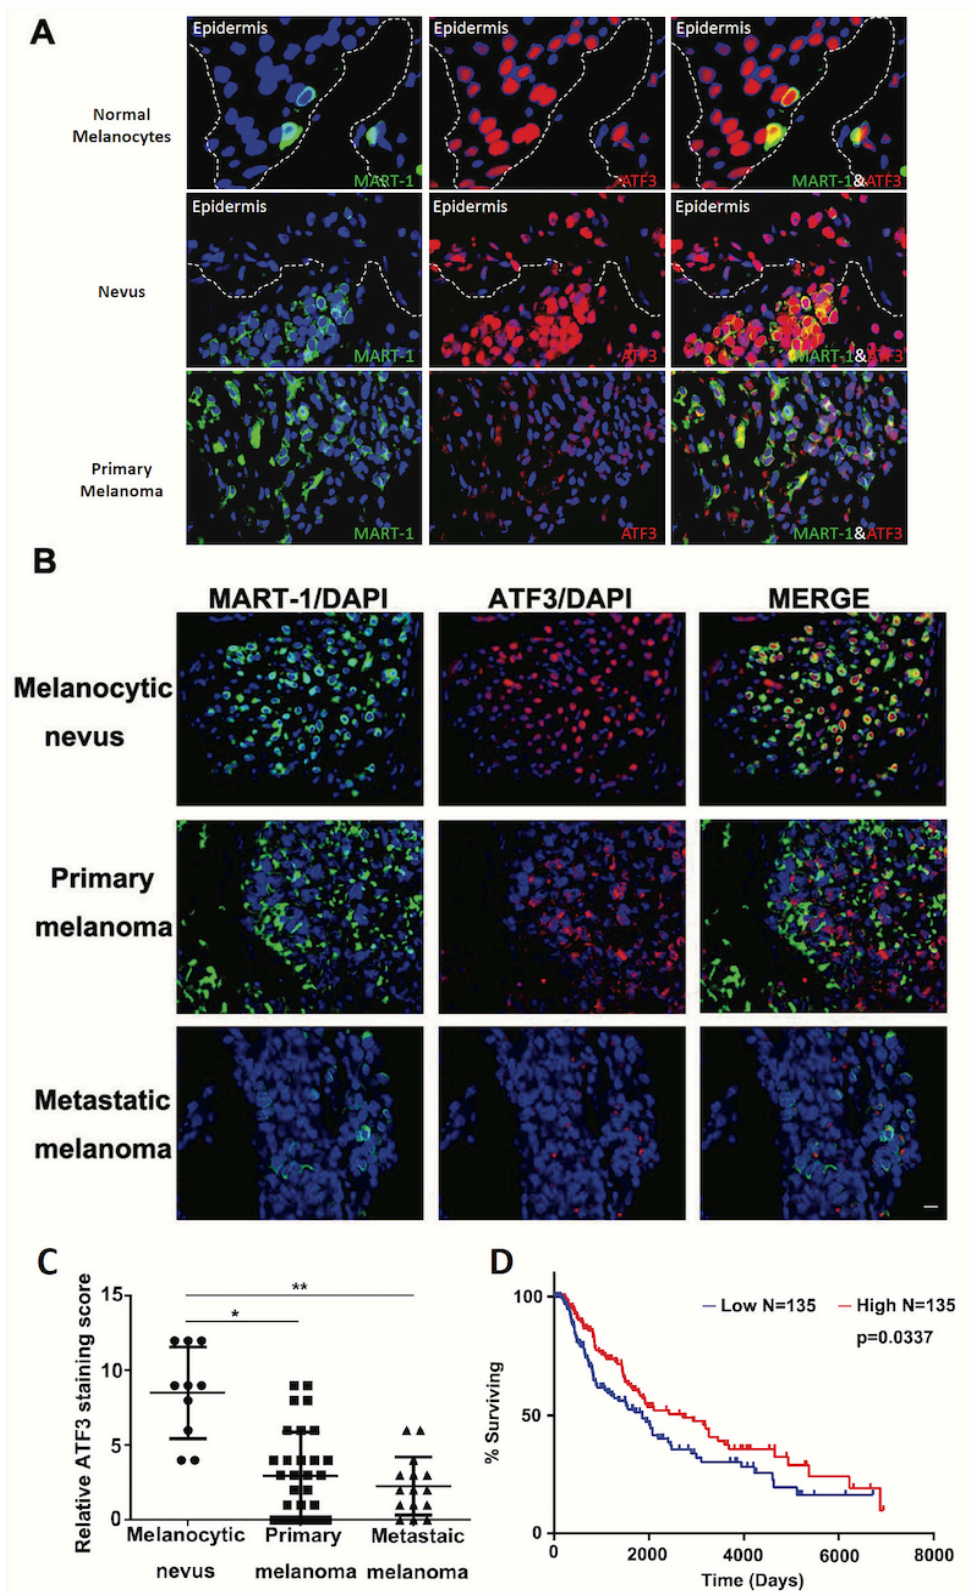 A
Epidermis
Epidermis
Epidermis
Normal
Melanocytes
MART-1
ATF3
MART-1&ATF3
Epidermis
Epidermis
Epidermis
Nevus
MART-1
ATF3
MART-1&ATF3
Primary
Melanoma
MART-1
ATF3
MART-1&ATF3
B
MART-1/DAPI
ATF3/DAPI
MERGE
Melanocytic
nevus
Primary
melanoma
Metastatic
melanoma
C
Relative ATF3 staining score
15
10
5
0
**
*
Melanocytic
nevus
Primary
melanoma
Metastaic
melanoma
D
% Surviving
100
50
0
Low N=135
High N=135
p=0.0337
0
2000
4000
6000
8000
Time (Days)